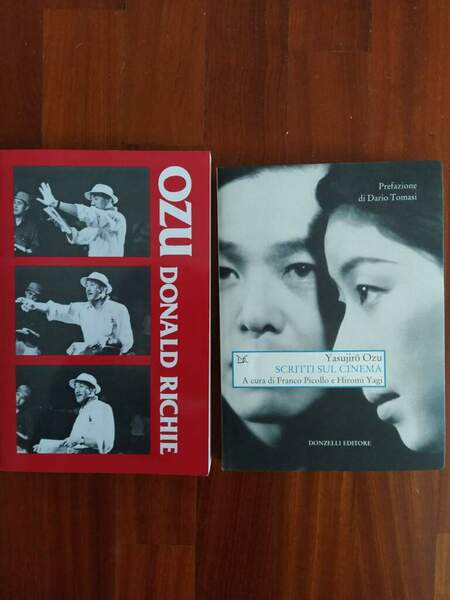 OZU DONALD RICHIE
Prefazione
di Dario Tomasi
Yasujirō Ozu
SCRITTI SUL CINEMA
A cura di Franco Picollo e Hiromi Yagi
DONZELLI EDITORE